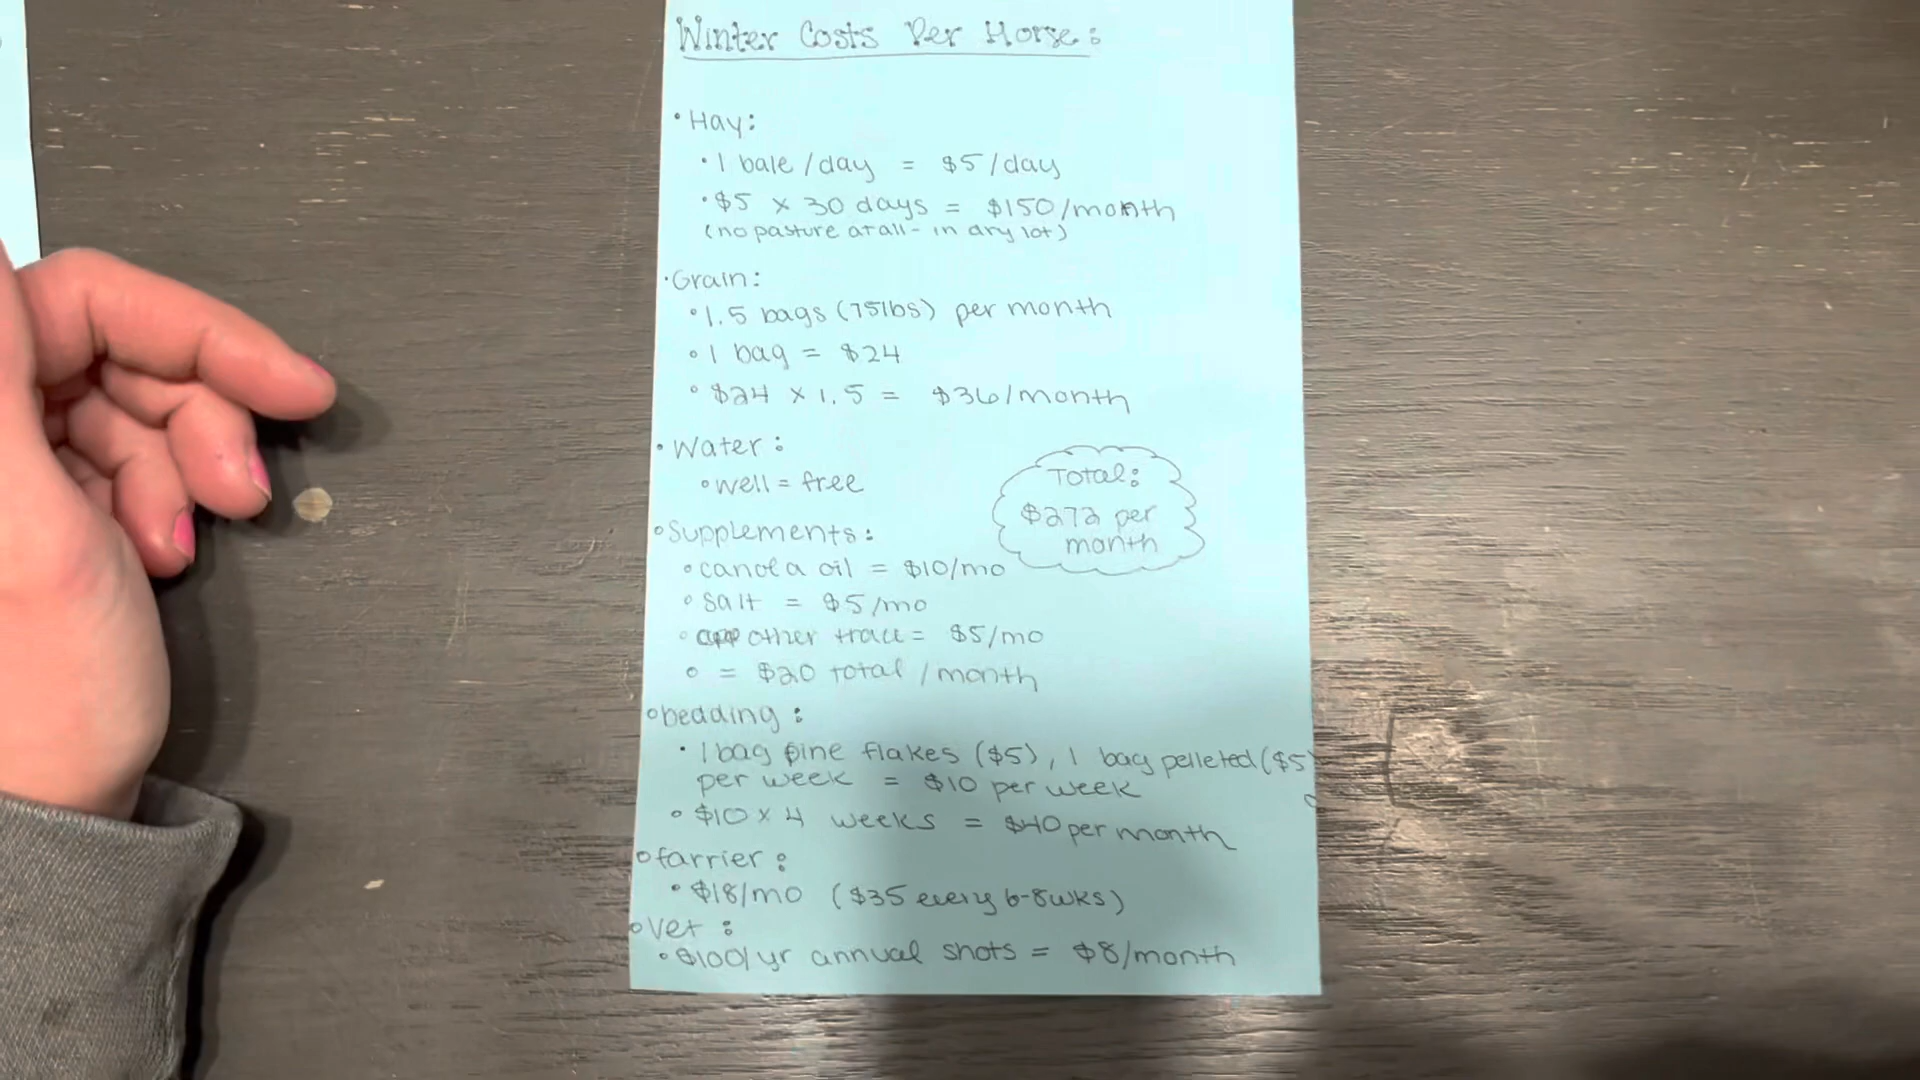 Winter Costs Per Horse:
• Hay:
• 1 bale/day = $5/day
• $5 x 30 days = $150/month
(no pasture at all - in dry lot)
• Grain:
• 1.5 bags (75lbs) per month
• 1 bag = $24
• $24 x 1.5 = $36/month
• Water:
• well = free
Total:
$272 per
month
• Supplements:
• canola oil = $10/mo
• salt = $5/mo
• other trace = $5/mo
• = $20 total/month
• bedding:
• 1 bag pine flakes ($5), 1 bag pelleted ($5)
per week = $10 per week
• $10 x 4 weeks = $40 per month
• farrier:
• $18/mo ($35 every 6-8wks)
• Vet:
• $100/yr annual shots = $8/month